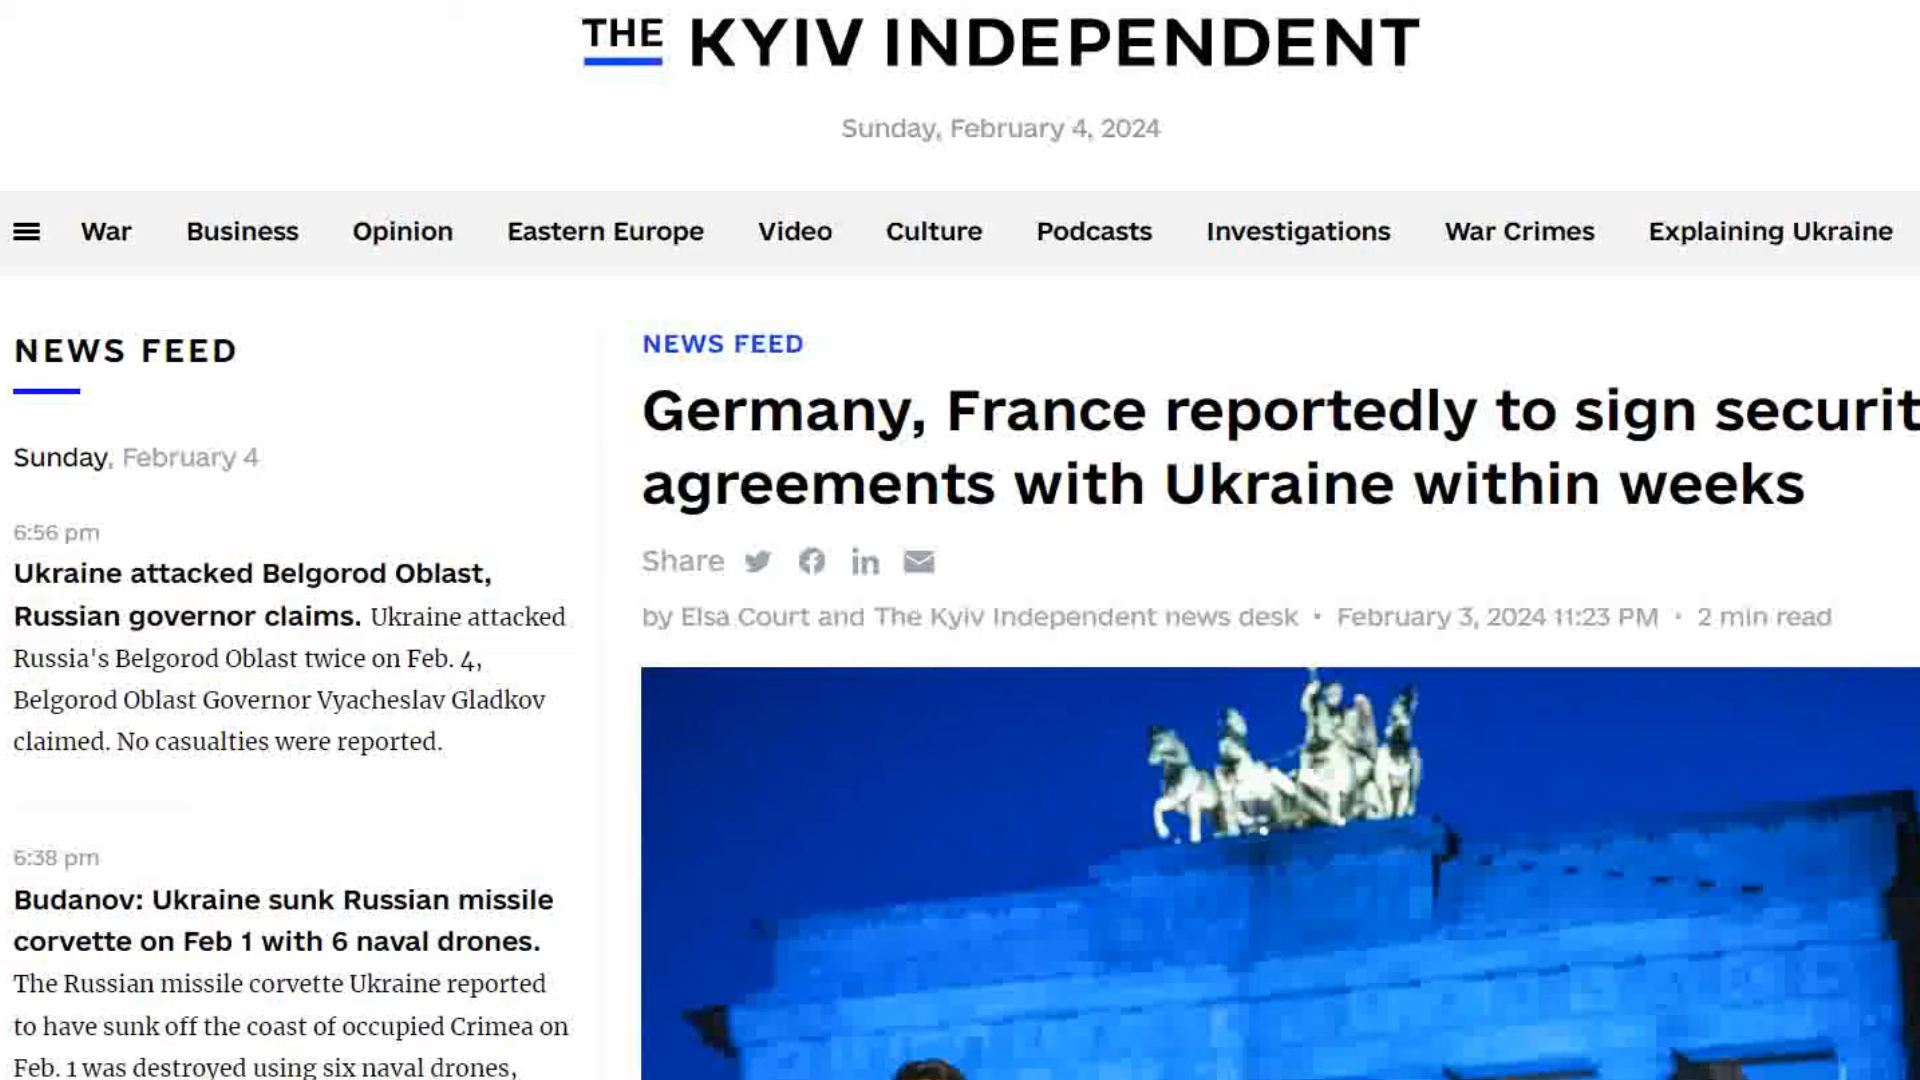 THE KYIV INDEPENDENT
Sunday, February 4, 2024
War Business Opinion Eastern Europe Video Culture Podcasts Investigations War Crimes Explaining Ukraine
NEWS FEED
Sunday, February 4
6:56 pm
Ukraine attacked Belgorod Oblast,
Russian governor claims. Ukraine attacked
Russia's Belgorod Oblast twice on Feb. 4,
Belgorod Oblast Governor Vyacheslav Gladkov
claimed. No casualties were reported.
6:38 pm
Budanov: Ukraine sunk Russian missile
corvette on Feb 1 with 6 naval drones.
The Russian missile corvette Ukraine reported
to have sunk off the coast of occupied Crimea on
Feb. 1 was destroyed using six naval drones,
NEWS FEED
Germany, France reportedly to sign securit
agreements with Ukraine within weeks
Share
by Elsa Court and The Kyiv Independent news desk • February 3, 2024 11:23 PM • 2 min read